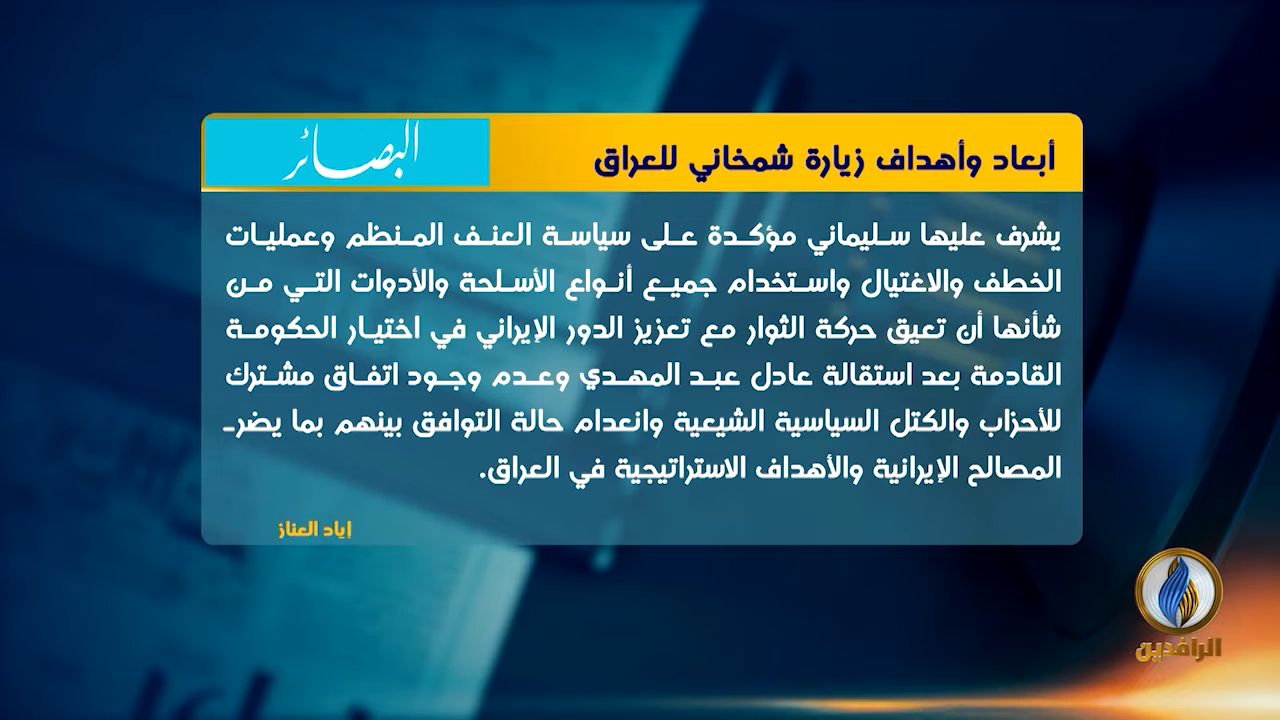 أبعاد وأهداف زيارة شمخاني للعراق
البصائر
يشرف عليها سليماني مؤكدة على سياسة العنف المنظم وعمليات
الخطف والاغتيال واستخدام جميع أنواع الأسلحة والأدوات التي من
شأنها أن تعيق حركة الثوار مع تعزيز الدور الإيراني في اختيار الحكومة
القادمة بعد استقالة عادل عبد المهدي وعدم وجود اتفاق مشترك
للأحزاب والكتل السياسية الشيعية وانعدام حالة التوافق بينهم بما يضر
المصالح الإيرانية والأهداف الاستراتيجية في العراق.
إياد العناز
الرافدين